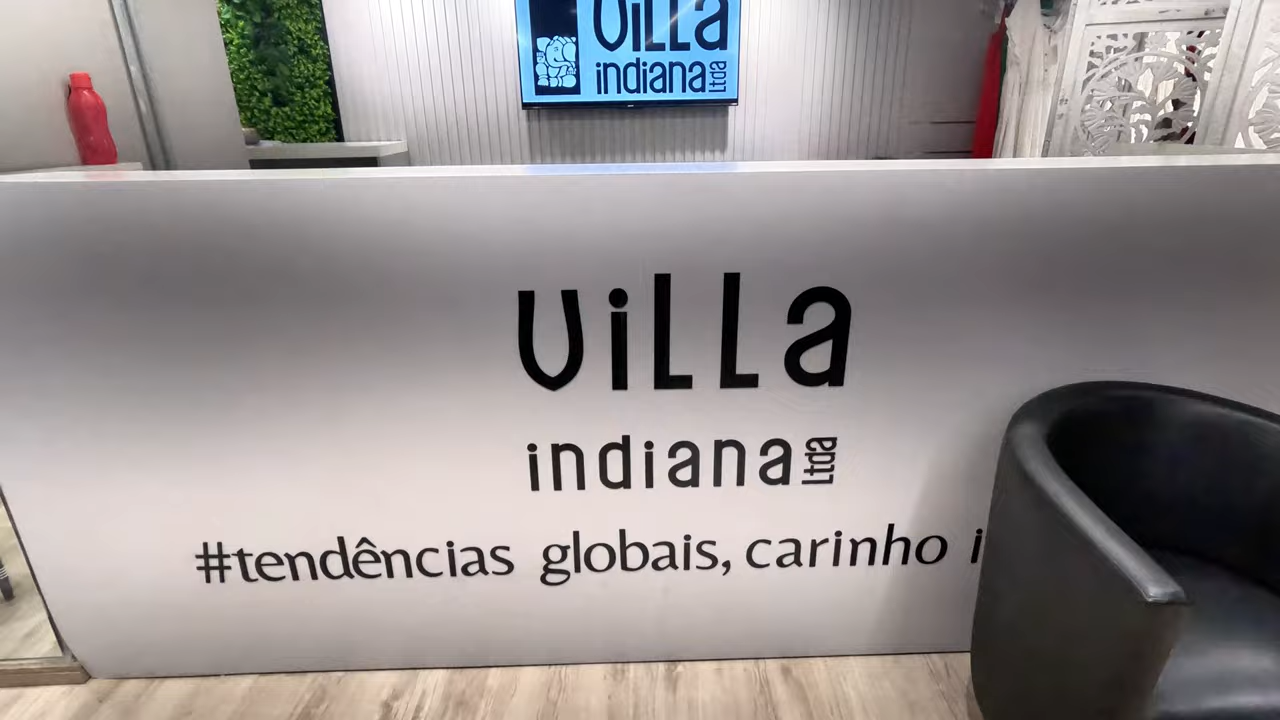 villa
indiana Ltda
villa
indiana Ltda
#tendências globais, carinho